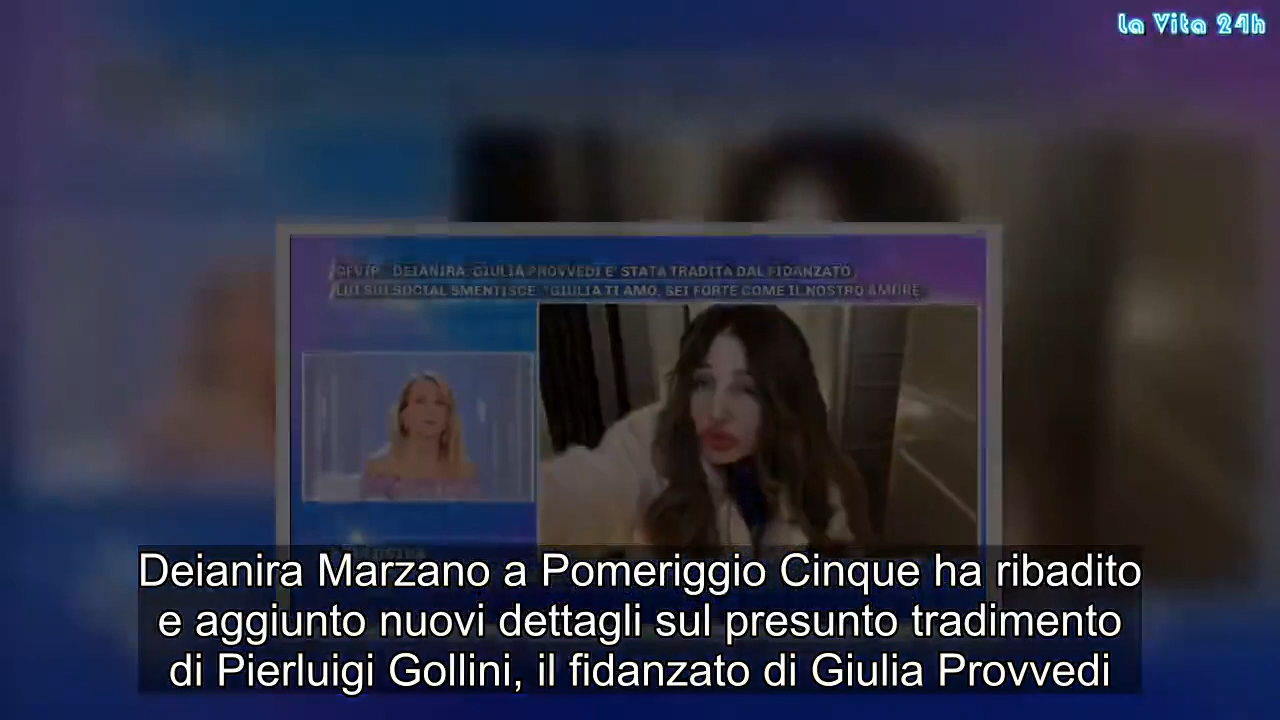 la Vita 24h
GFVIP - DEIANIRA: GIULIA PROVVEDI E' STATA TRADITA DAL FIDANZATO
LUI SUI SOCIAL SMENTISCE: "GIULIA TI AMO, SEI FORTE COME IL NOSTRO AMORE"
Deianira Marzano a Pomeriggio Cinque ha ribadito
e aggiunto nuovi dettagli sul presunto tradimento
di Pierluigi Gollini, il fidanzato di Giulia Provvedi